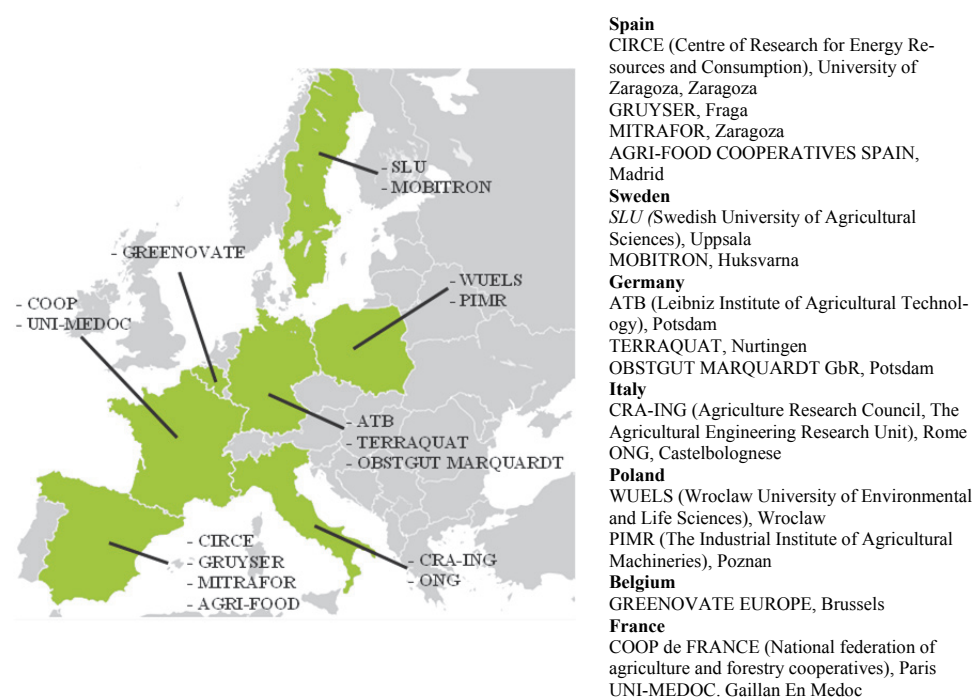 - SLU
- MOBITRON
- GREENOVATE
- WUELS
- PIMR
- COOP
- UNI-MEDOC
- ATB
- TERRAQUAT
- OBSTGUT MARQUARDT
- CIRCE
- GRUYSER
- MITRAFOR
- AGRI-FOOD
- CRA-ING
- ONG
Spain
CIRCE (Centre of Research for Energy Re-
sources and Consumption), University of
Zaragoza, Zaragoza
GRUYSER, Fraga
MITRAFOR, Zaragoza
AGRI-FOOD COOPERATIVES SPAIN,
Madrid
Sweden
SLU (Swedish University of Agricultural
Sciences), Uppsala
MOBITRON, Huksvarna
Germany
ATB (Leibniz Institute of Agricultural Technol-
ogy), Potsdam
TERRAQUAT, Nurtingen
OBSTGUT MARQUARDT GbR, Potsdam
Italy
CRA-ING (Agriculture Research Council, The
Agricultural Engineering Research Unit), Rome
ONG, Castelbolognese
Poland
WUELS (Wroclaw University of Environmental
and Life Sciences), Wroclaw
PIMR (The Industrial Institute of Agricultural
Machineries), Poznan
Belgium
GREENOVATE EUROPE, Brussels
France
COOP de FRANCE (National federation of
agriculture and forestry cooperatives), Paris
UNI-MEDOC, Gaillan En Medoc